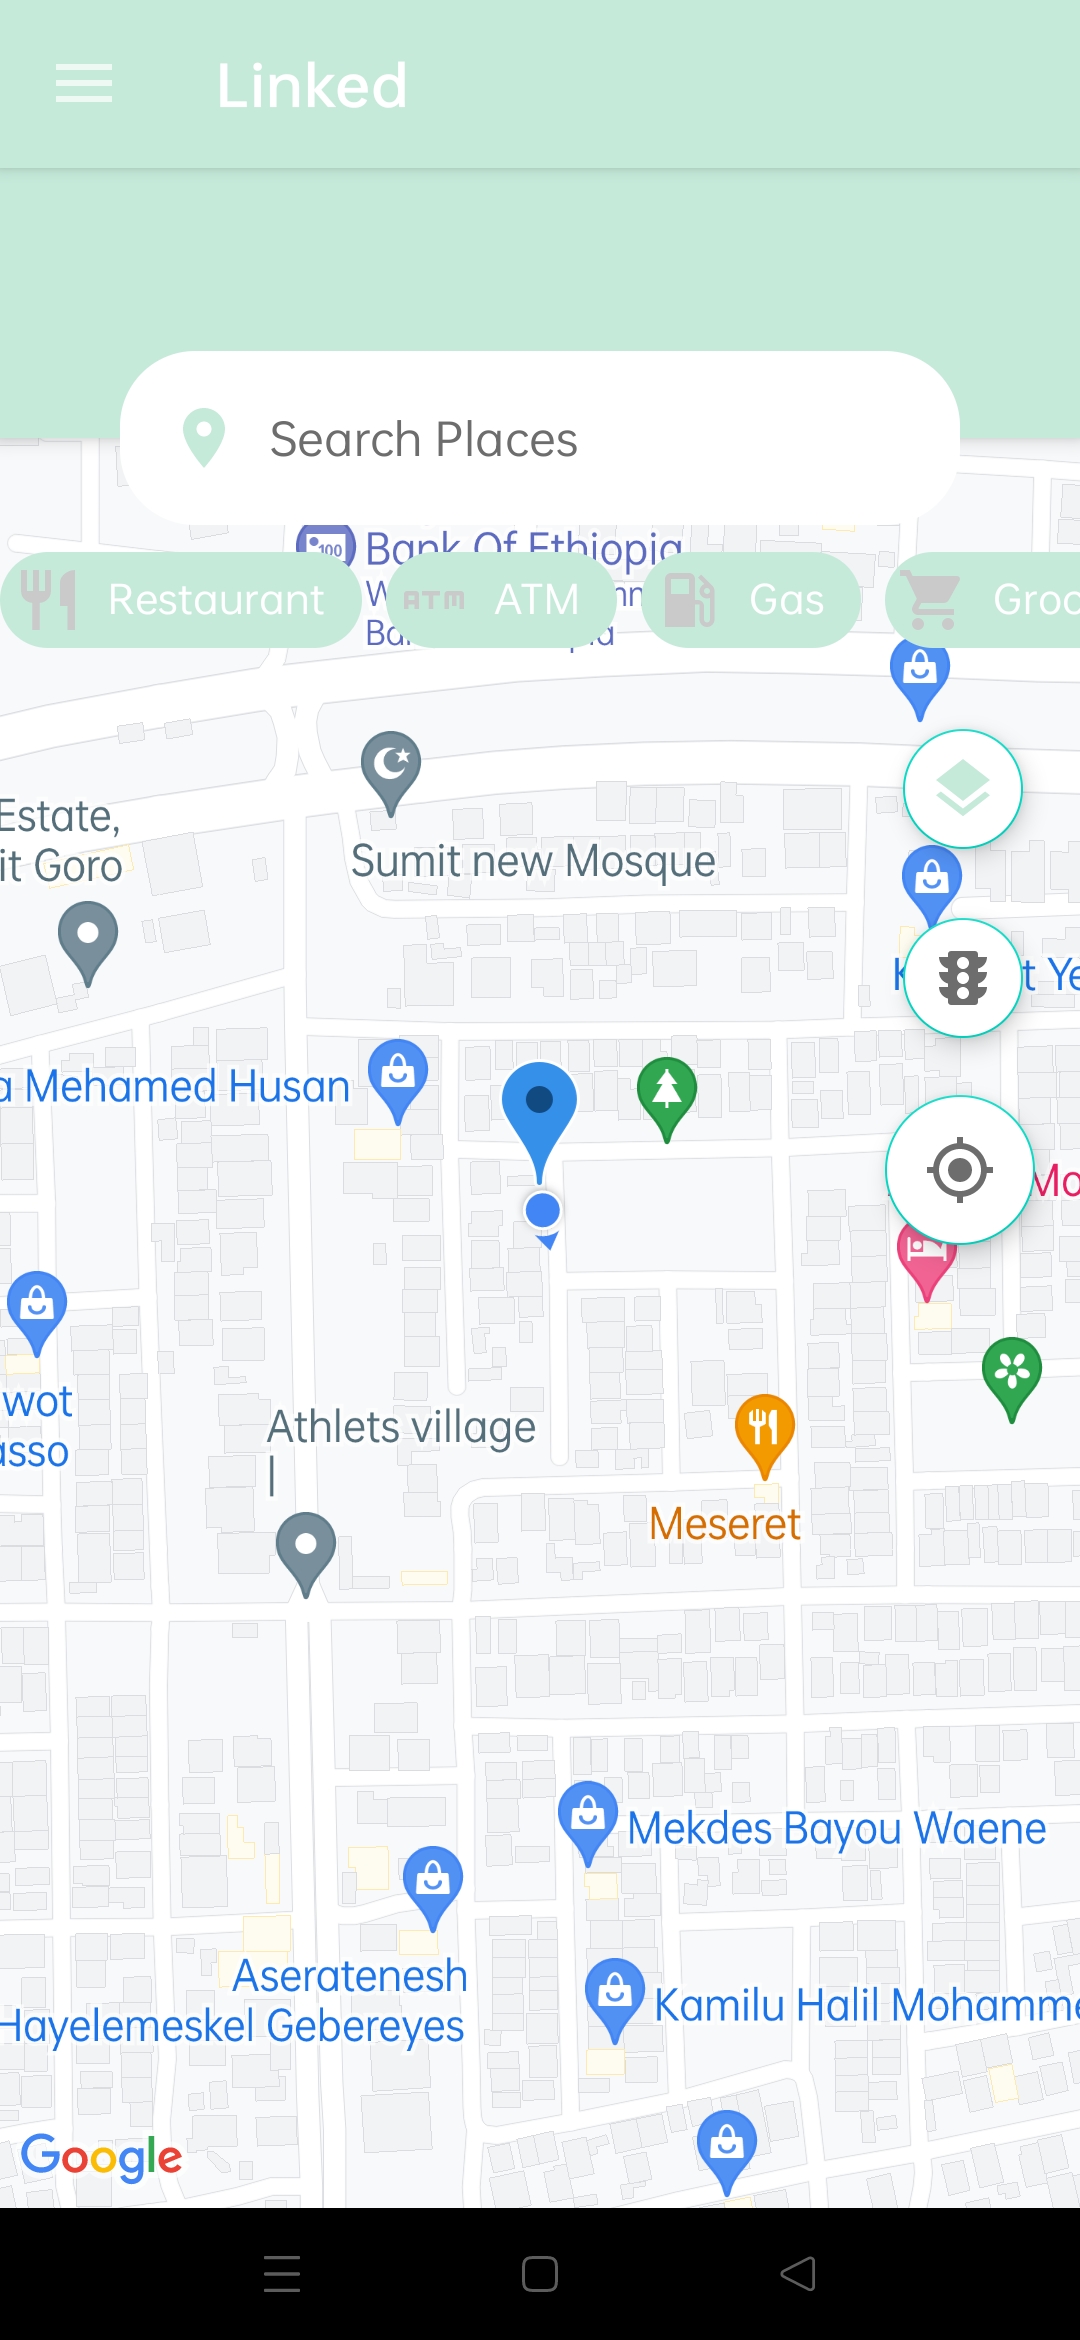 Linked
Search Places
Bank Of Ethiopia
Restaurant
ATM
Gas
Estate,
it Goro
Sumit new Mosque
a Mehamed Husan
wot
asso
Athlets village
I
Meseret
Mekdes Bayou Waene
Aseratenesh
Hayelemeskel Gebereyes
Kamilu Halil Mohamme
Google